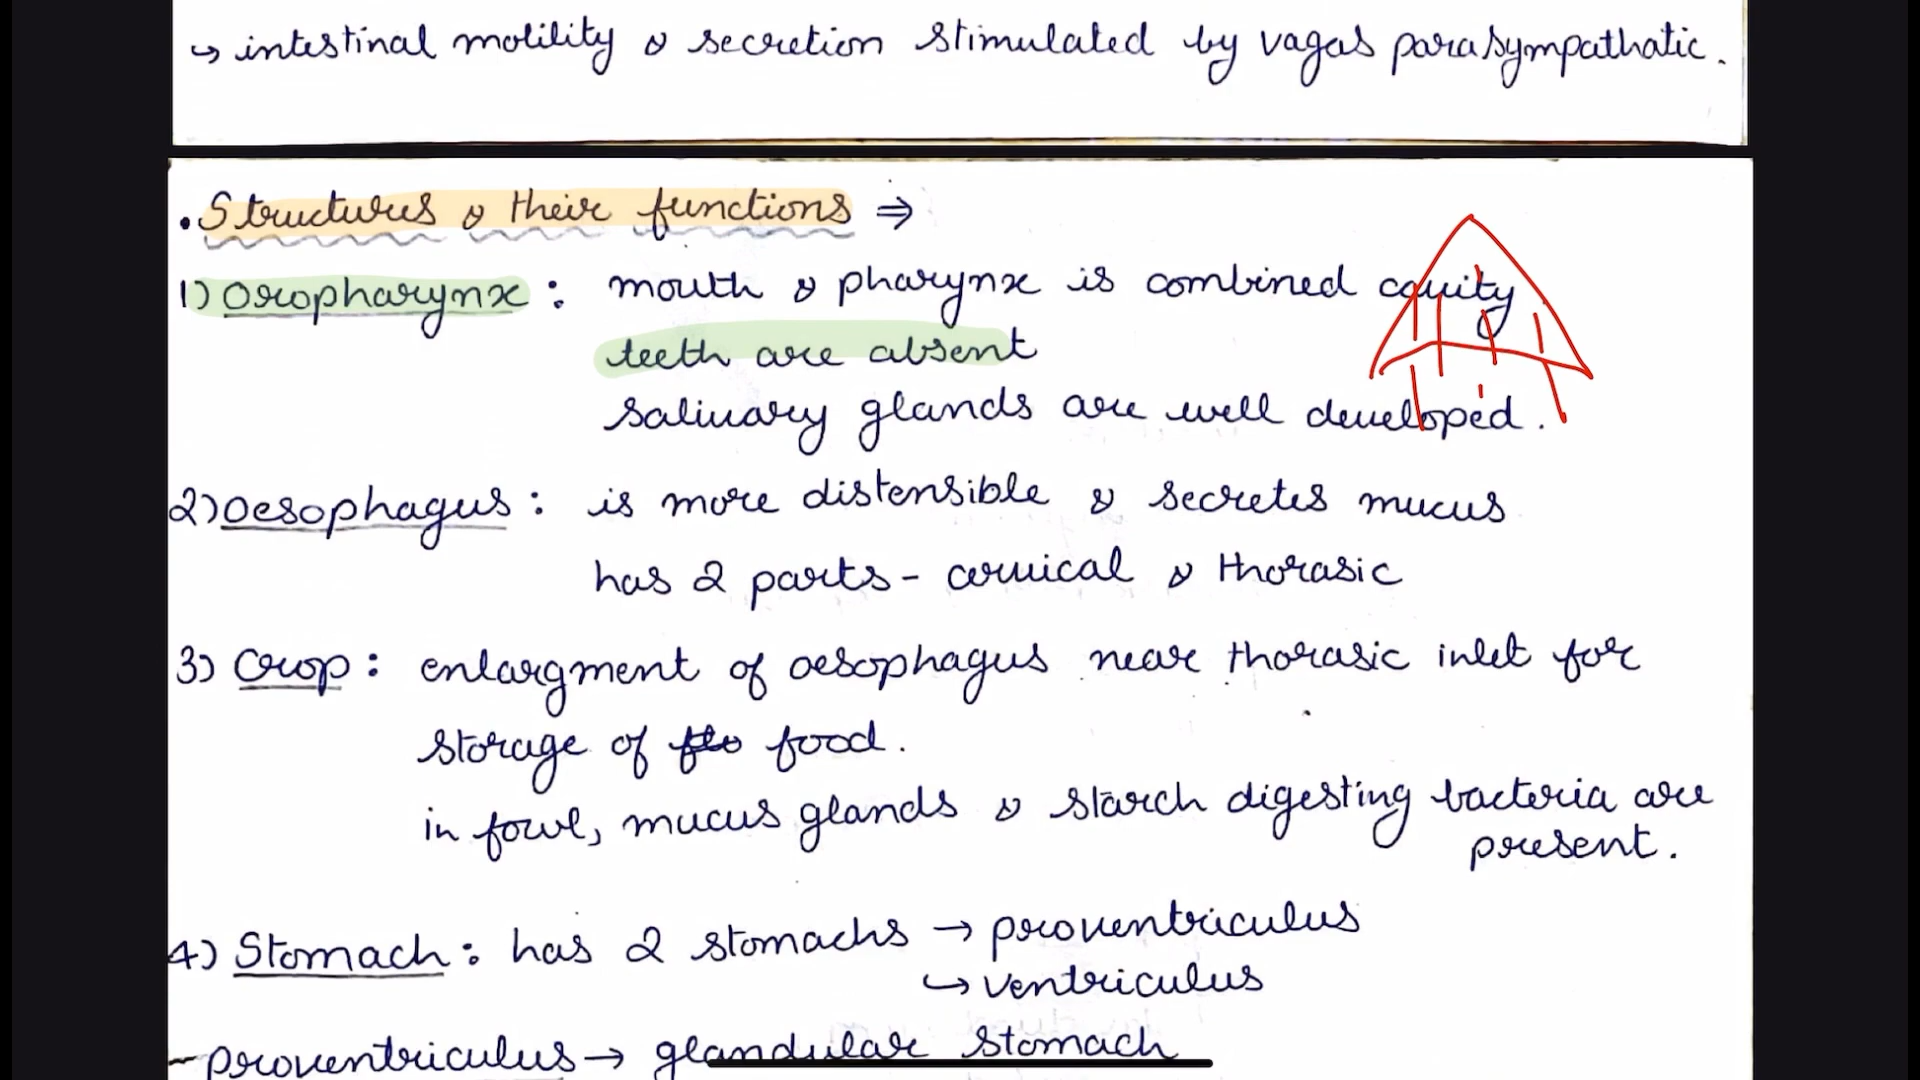 ↳ intestinal motility & secretion stimulated by vagas parasympathatic.
• Structures & their functions ⇒
1) Oropharynx : mouth & pharynx is combined cavity
teeth are absent
salivary glands are well developed.
2) Oesophagus : is more distensible & secretes mucus
has 2 parts - cervical & thorasic
3) Crop : enlargment of oesophagus near thorasic inlet for
storage of food.
in fowl, mucus glands & starch digesting bacteria are
present.
4) Stomach : has 2 stomachs → proventriculus
↳ ventriculus
- proventriculus → glandular stomach